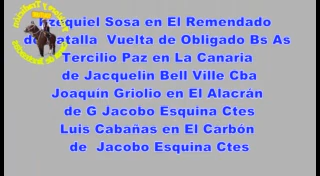 Ezequiel Sosa en El Remendado
de Batalla Vuelta de Obligado Bs As
Tercilio Paz en La Canaria
de Jacquelin Bell Ville Cba
Joaquín Griolio en El Alacrán
de G Jacobo Esquina Ctes
Luis Cabañas en El Carbón
de Jacobo Esquina Ctes